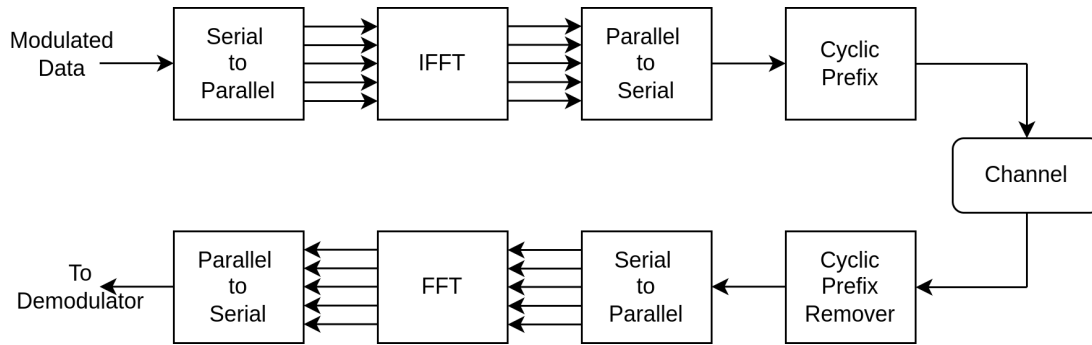 Modulated
Data
Serial
to
Parallel
IFFT
Parallel
to
Serial
Cyclic
Prefix
Channel
To
Demodulator
Parallel
to
Serial
FFT
Serial
to
Parallel
Cyclic
Prefix
Remover